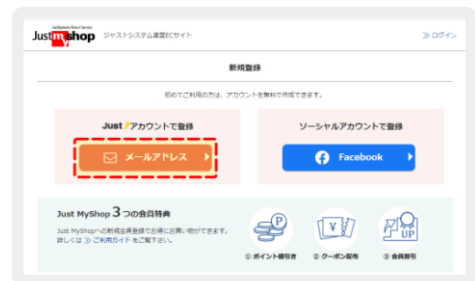 JustSystems Direct Service
Just myshop ジャストシステム運営ECサイト
≫ ログイン
新規登録
初めてご利用の方は、アカウントを無料で作成できます。
Just アカウントで登録
ソーシャルアカウントで登録
メールアドレス
Facebook
Just MyShop 3つの会員特典
Just MyShopへの新規会員登録でお得にお買い物ができます。
詳しくは ≫ ご利用ガイド をご覧下さい。
P
¥
UP
① ポイント値引き
② クーポン配布
③ 会員割引